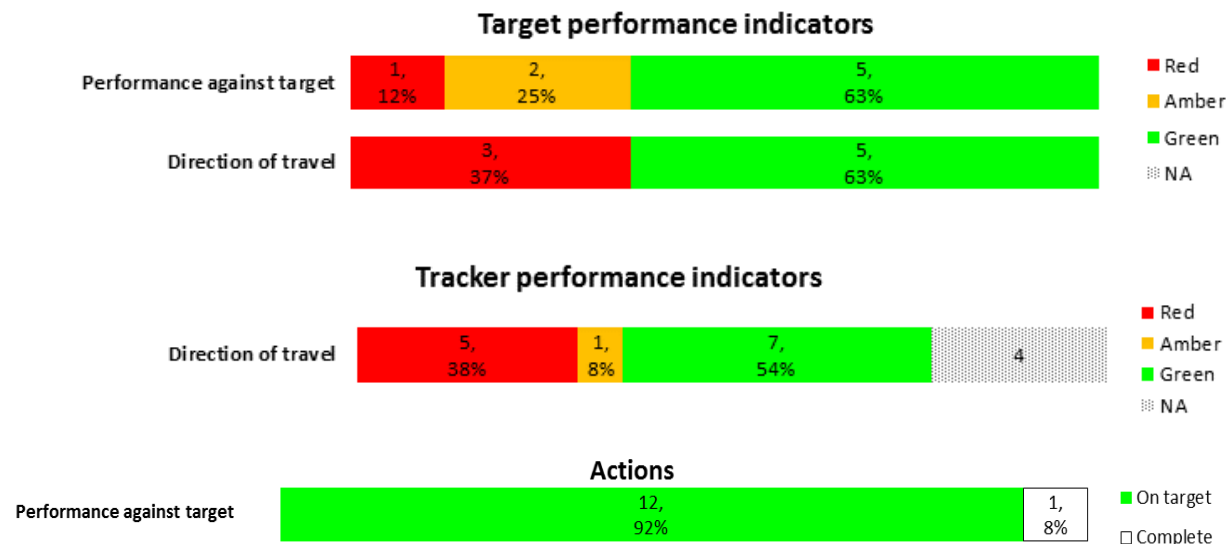 Target performance indicators
Performance against target
1,
12%
2,
25%
5,
63%
Direction of travel
3,
37%
5,
63%
Red
Amber
Green
NA
Tracker performance indicators
Direction of travel
5,
38%
1,
8%
7,
54%
4
Red
Amber
Green
NA
Actions
Performance against target
12,
92%
1,
8%
On target
Complete